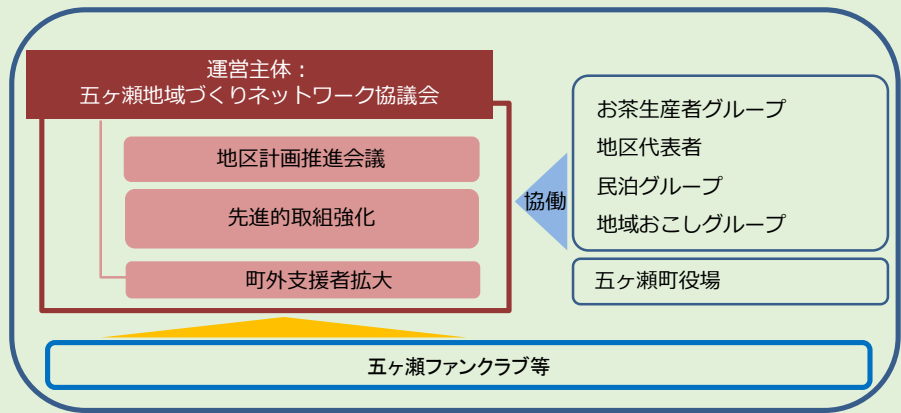 運営主体：
五ヶ瀬地域づくりネットワーク協議会
地区計画推進会議
先進的取組強化
町外支援者拡大
協働
お茶生産者グループ
地区代表者
民泊グループ
地域おこしグループ
五ヶ瀬町役場
五ヶ瀬ファンクラブ等